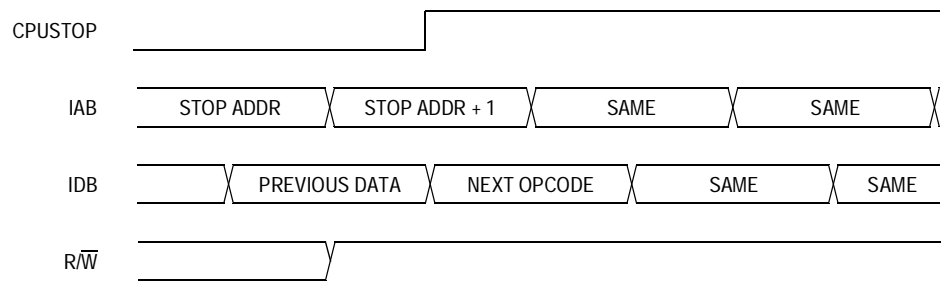 CPUSTOP
IAB STOP ADDR STOP ADDR + 1 SAME SAME
IDB PREVIOUS DATA NEXT OPCODE SAME SAME
R/W̅